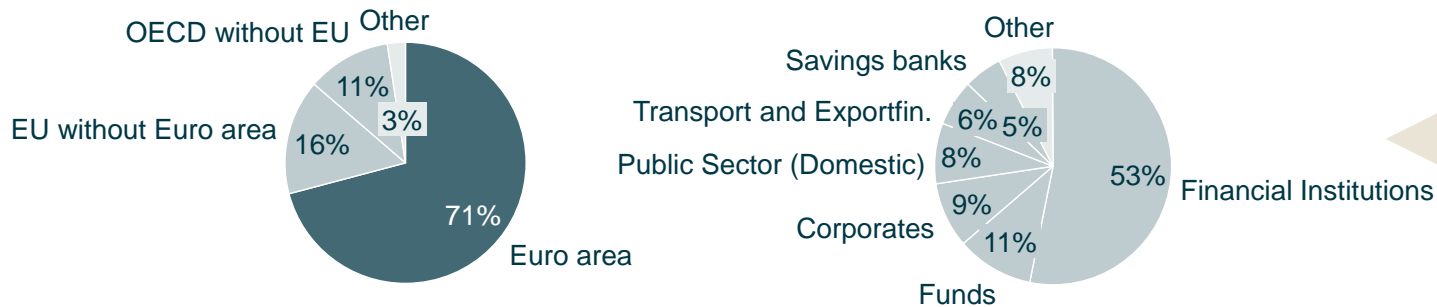 OECD without EU
Other
11%
3%
EU without Euro area
16%
71%
Euro area
Other
Savings banks
8%
Transport and Exportfin.
6%
5%
Public Sector (Domestic)
8%
53%
Financial Institutions
9%
Corporates
11%
Funds